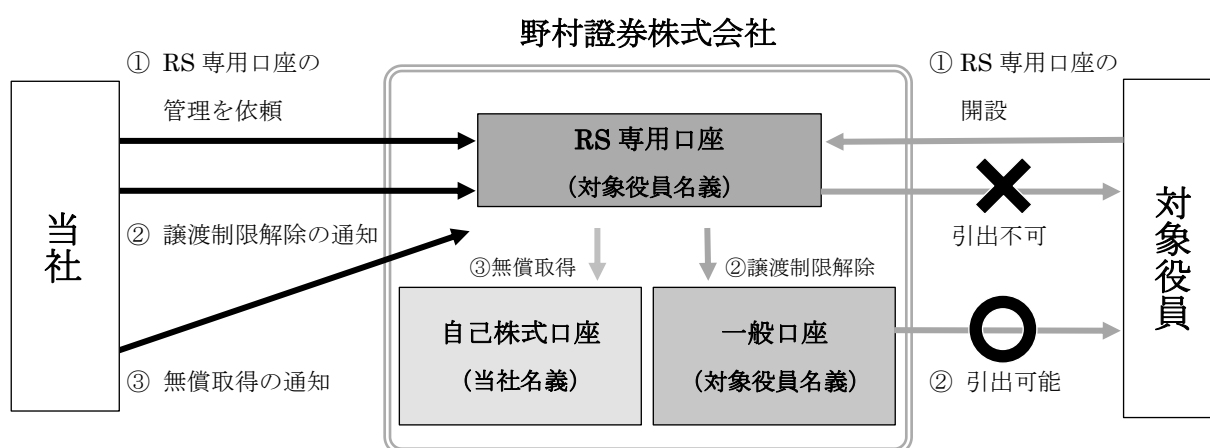 野村證券株式会社
① RS 専用口座の
管理を依頼
② 譲渡制限解除の通知
③ 無償取得の通知
当社
RS 専用口座
(対象役員名義)
③無償取得
②譲渡制限解除
自己株式口座
(当社名義)
一般口座
(対象役員名義)
① RS 専用口座の
開設
引出不可
② 引出可能
対象役員